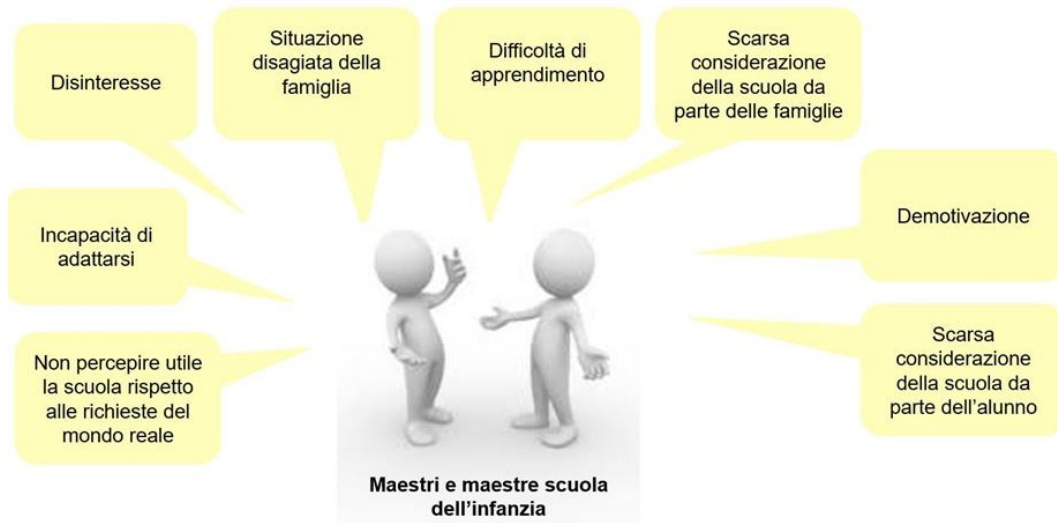 Disinteresse
Situazione
disagiata della
famiglia
Difficoltà di
apprendimento
Scarsa
considerazione
della scuola da
parte delle famiglie
Incapacità di
adattarsi
Demotivazione
Non percepire utile
la scuola rispetto
alle richieste del
mondo reale
Scarsa
considerazione
della scuola da
parte dell'alunno
Maestri e maestre scuola
dell'infanzia